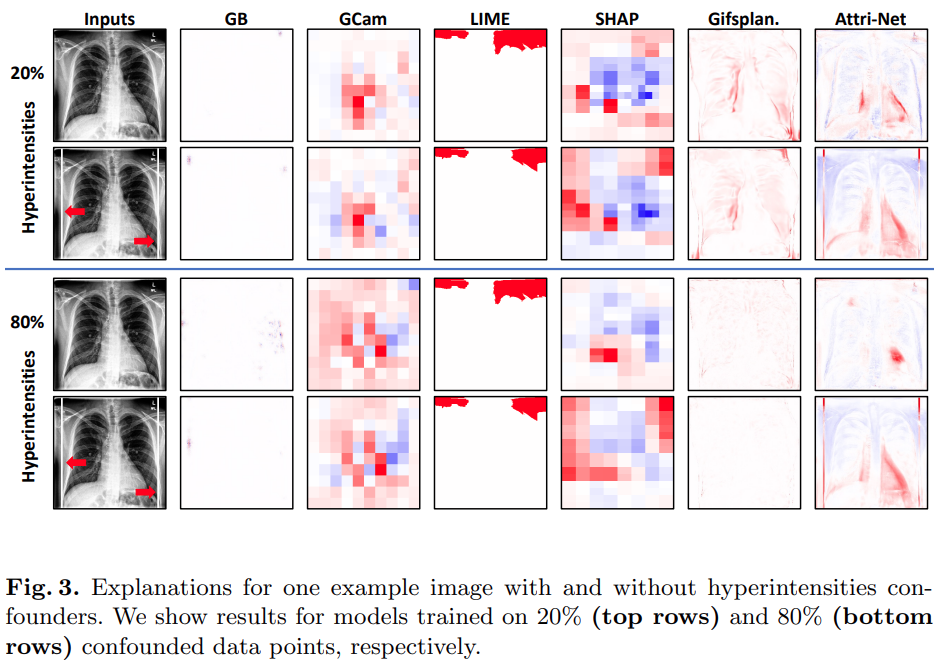 Inputs GB GCam LIME SHAP Gifsplan. Attri-Net
20%
Hyperintensities
80%
Hyperintensities
Fig. 3. Explanations for one example image with and without hyperintensities con-
founders. We show results for models trained on 20% (top rows) and 80% (bottom
rows) confounded data points, respectively.